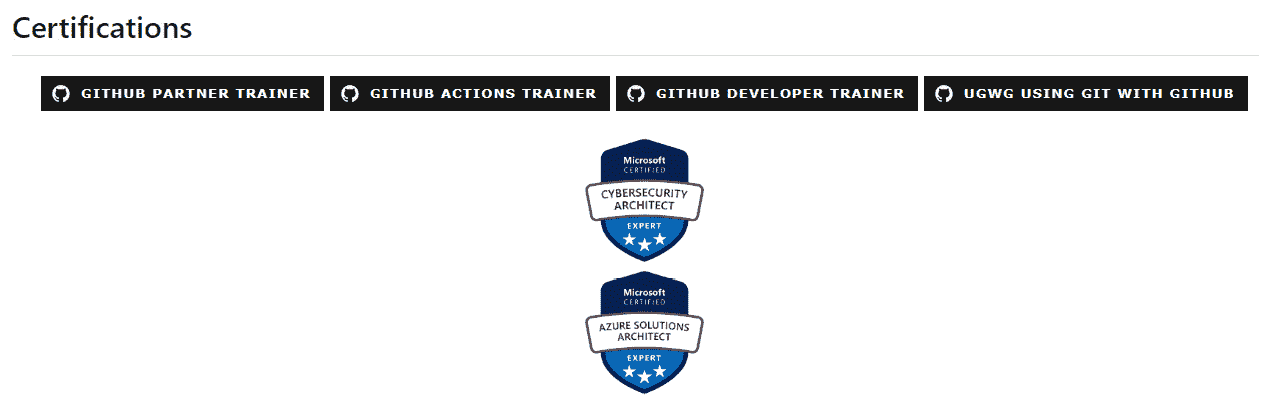 Certifications
GITHUB PARTNER TRAINER GITHUB ACTIONS TRAINER GITHUB DEVELOPER TRAINER UGWG USING GIT WITH GITHUB
Microsoft
CERTIFIED
CYBERSECURITY
ARCHITECT
EXPERT
Microsoft
CERTIFIED
AZURE SOLUTIONS
ARCHITECT
EXPERT